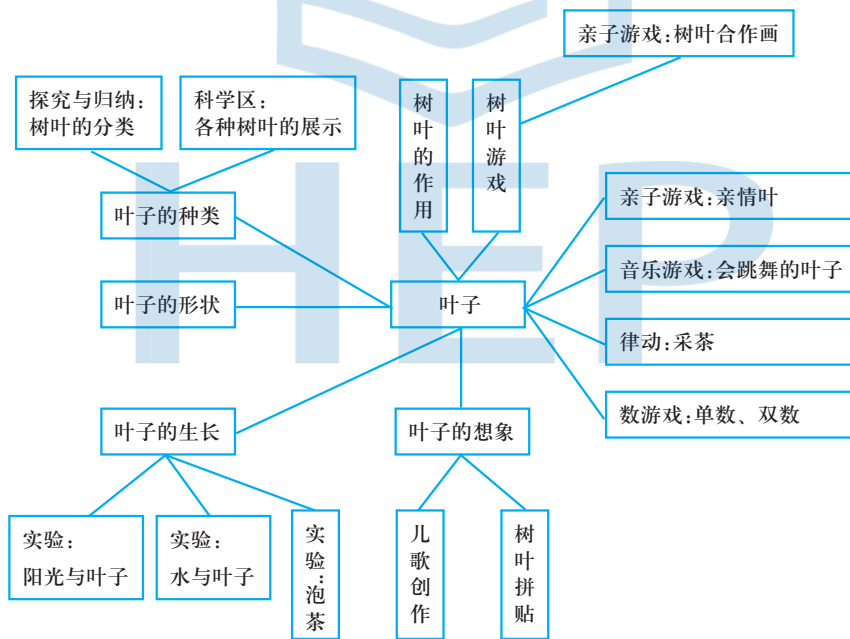 亲子游戏:树叶合作画
探究与归纳:
树叶的分类
科学区:
各种树叶的展示
树叶的作用
树叶游戏
叶子的种类
亲子游戏:亲情叶
音乐游戏:会跳舞的叶子
叶子的形状
叶子
律动:采茶
数游戏:单数、双数
叶子的生长
叶子的想象
实验:
阳光与叶子
实验:
水与叶子
实验:泡茶
儿歌创作
树叶拼贴
HEP